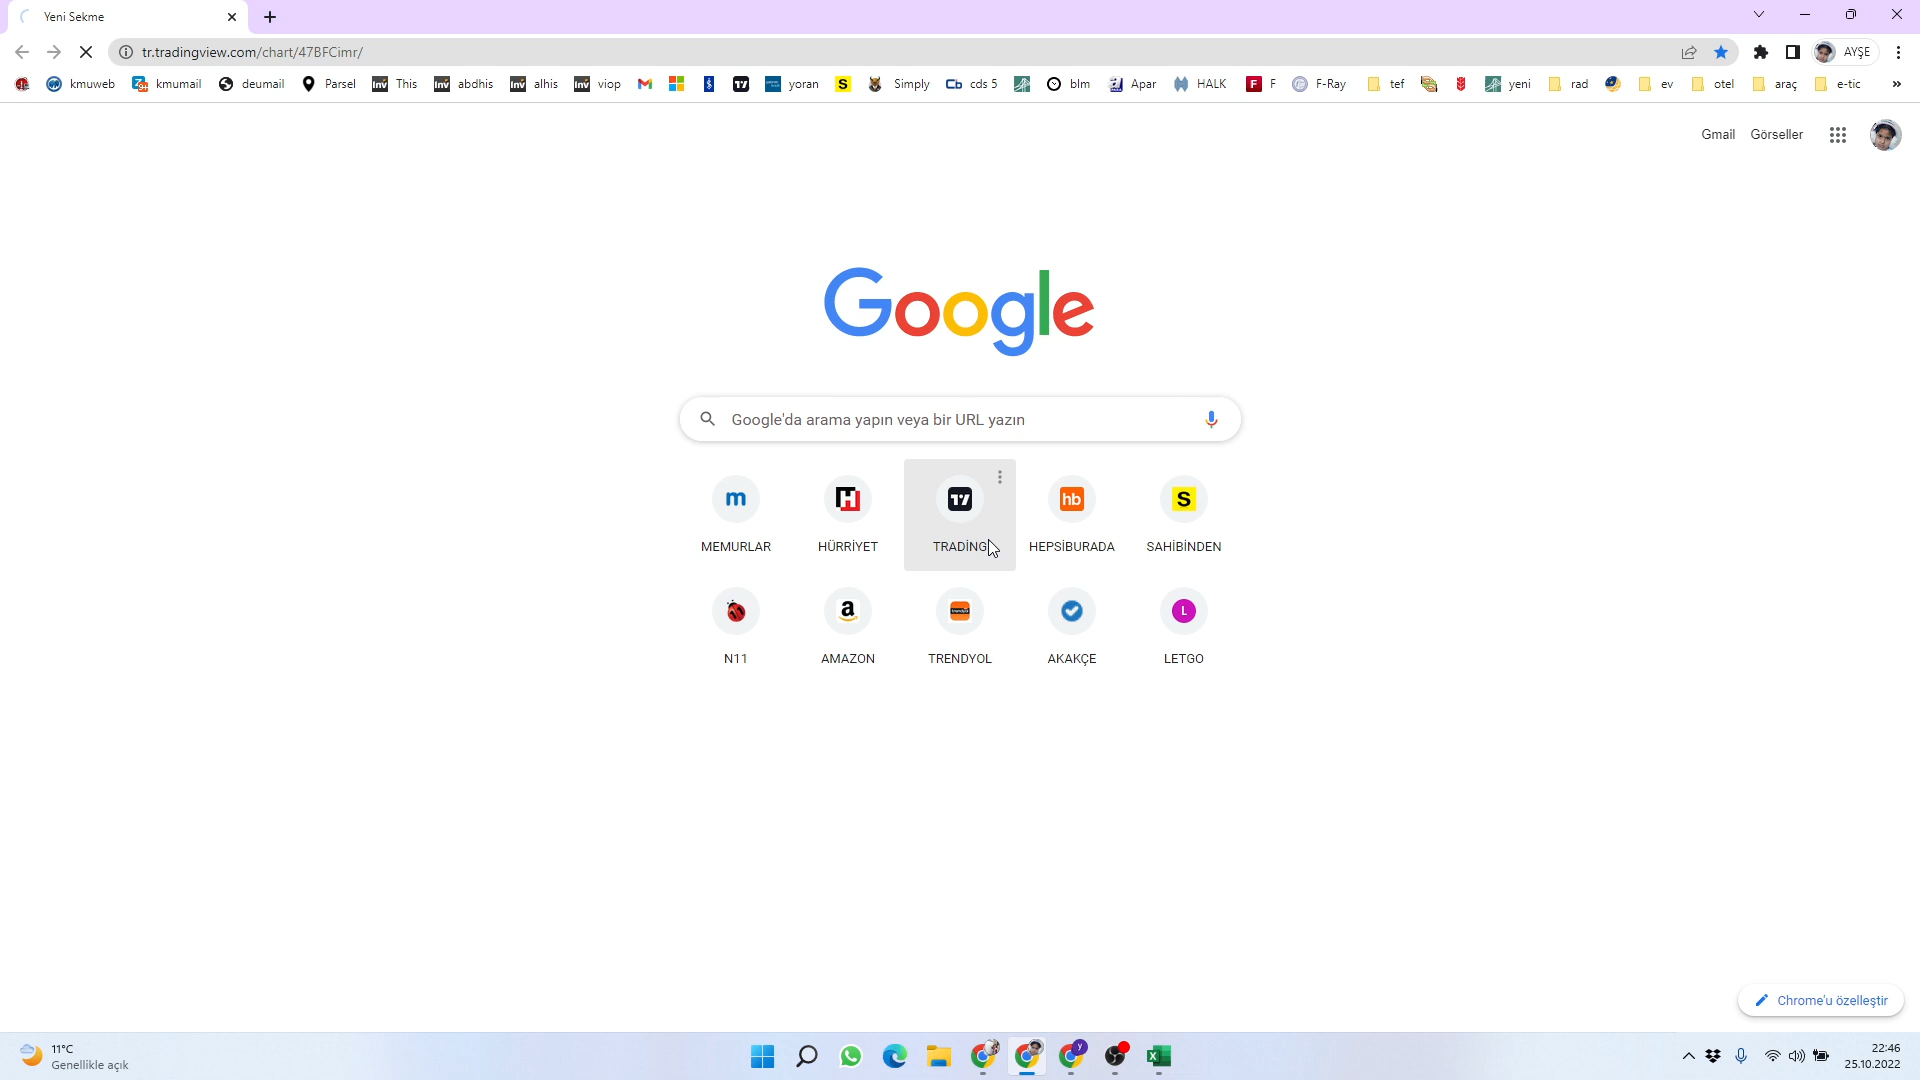 Yeni Sekme
tr.tradingview.com/chart/47BFCimr/
AYŞE
kmuweb kmumail deumail Parsel This abdhis alhis viop yoran Simply cds 5 blm Apar HALK F F-Ray tef yeni rad ev otel araç e-tic »
Gmail Görseller
Google
Google'da arama yapın veya bir URL yazın
MEMURLAR HÜRRİYET TRADİNG HEPSİBURADA SAHİBİNDEN
N11 AMAZON TRENDYOL AKAKÇE LETGO
Chrome'u özelleştir
11°C
Genellikle açık
22:46
25.10.2022